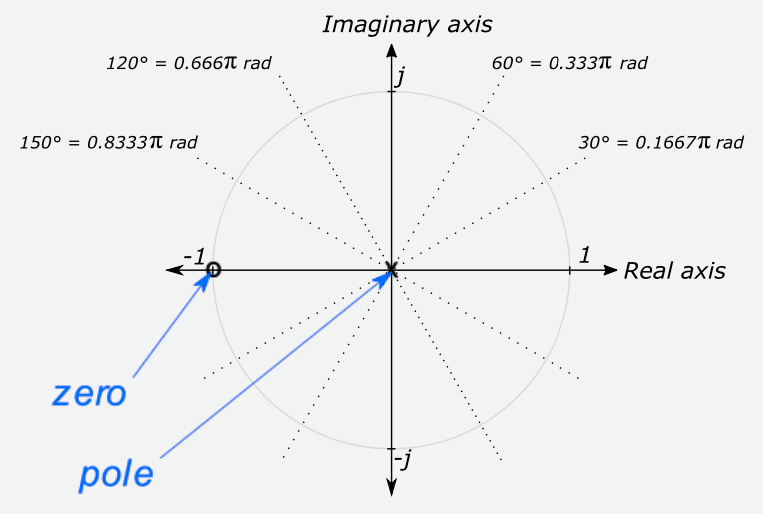 Imaginary axis
120° = 0.666π rad
60° = 0.333π rad
j
150° = 0.8333π rad
30° = 0.1667π rad
-1
1
Real axis
zero
pole
-j